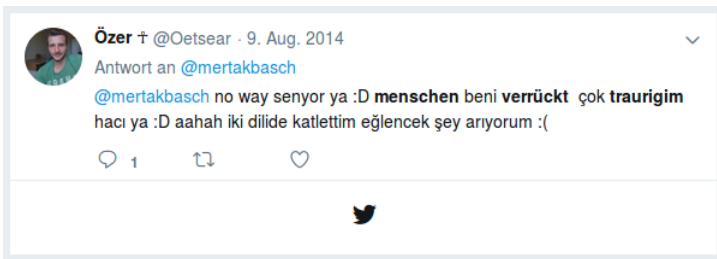 Özer ✝ @Oetsear · 9. Aug. 2014
Antwort an @mertakbasch
@mertakbasch no way senyor ya :D menschen beni verrückt çok traurigim
hacı ya :D aahah iki dilide katlettim eğlencek şey arıyorum :(
1